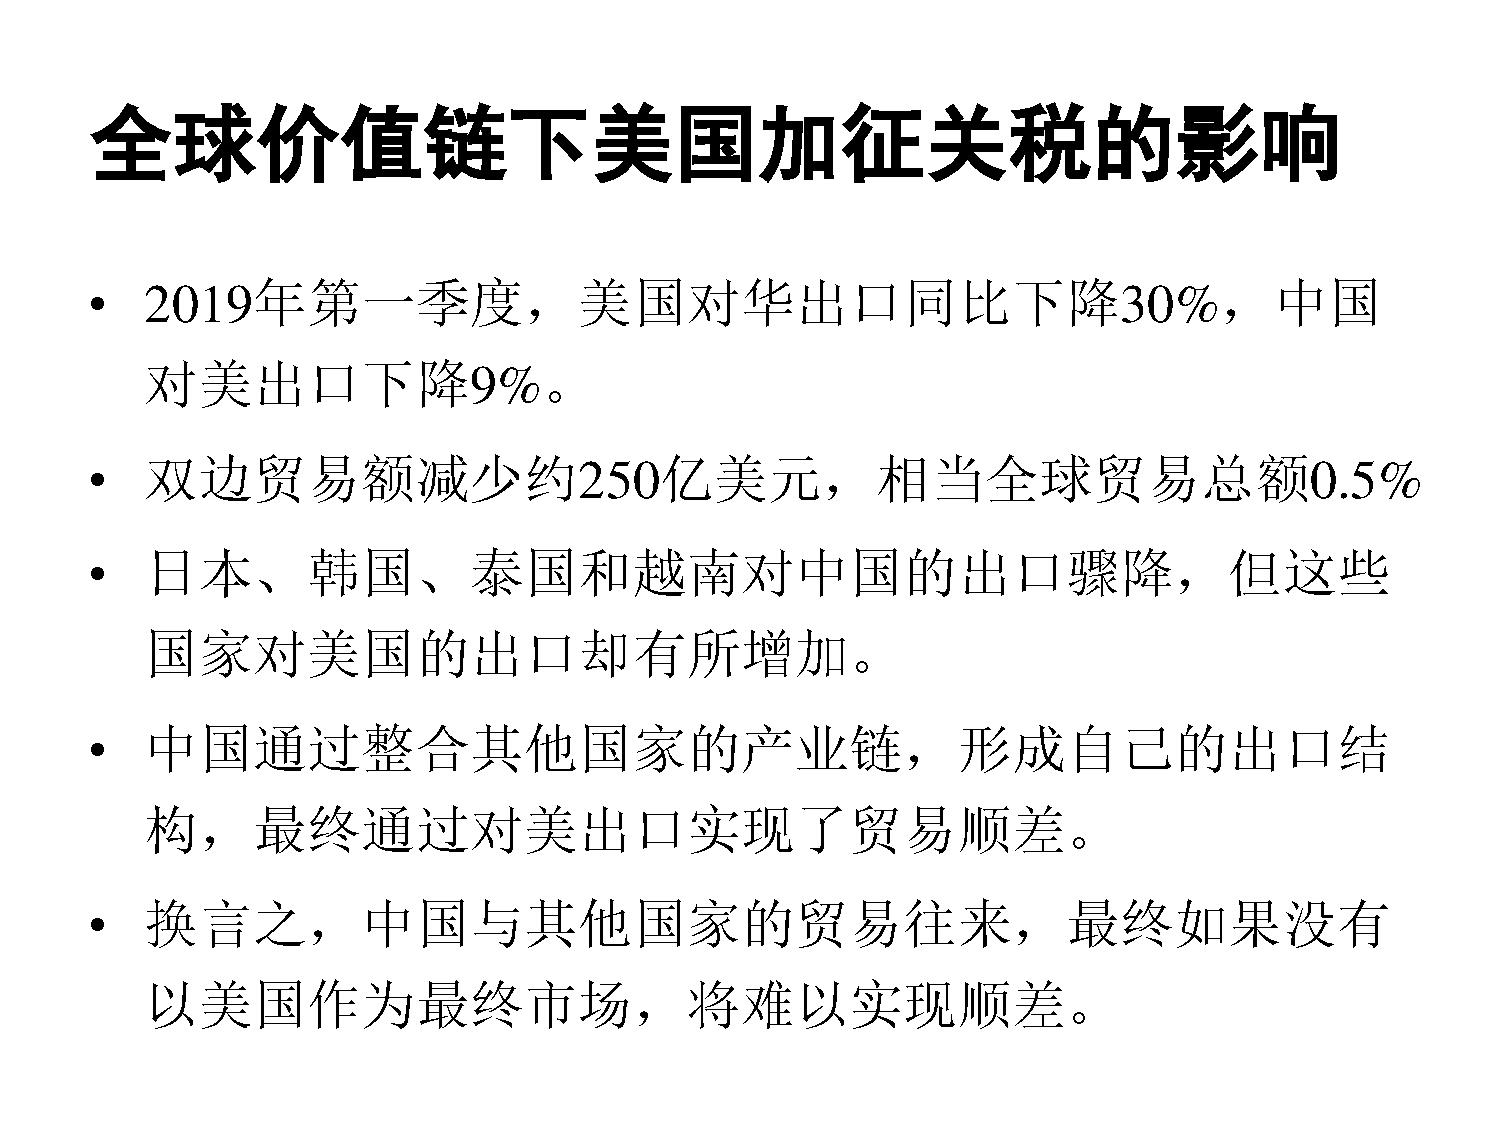 全球价值链下美国加征关税的影响
• 2019年第一季度，美国对华出口同比下降30%，中国
对美出口下降9%。
• 双边贸易额减少约250亿美元，相当全球贸易总额0.5%
• 日本、韩国、泰国和越南对中国的出口骤降，但这些
国家对美国的出口却有所增加。
• 中国通过整合其他国家的产业链，形成自己的出口结
构，最终通过对美出口实现了贸易顺差。
• 换言之，中国与其他国家的贸易往来，最终如果没有
以美国作为最终市场，将难以实现顺差。